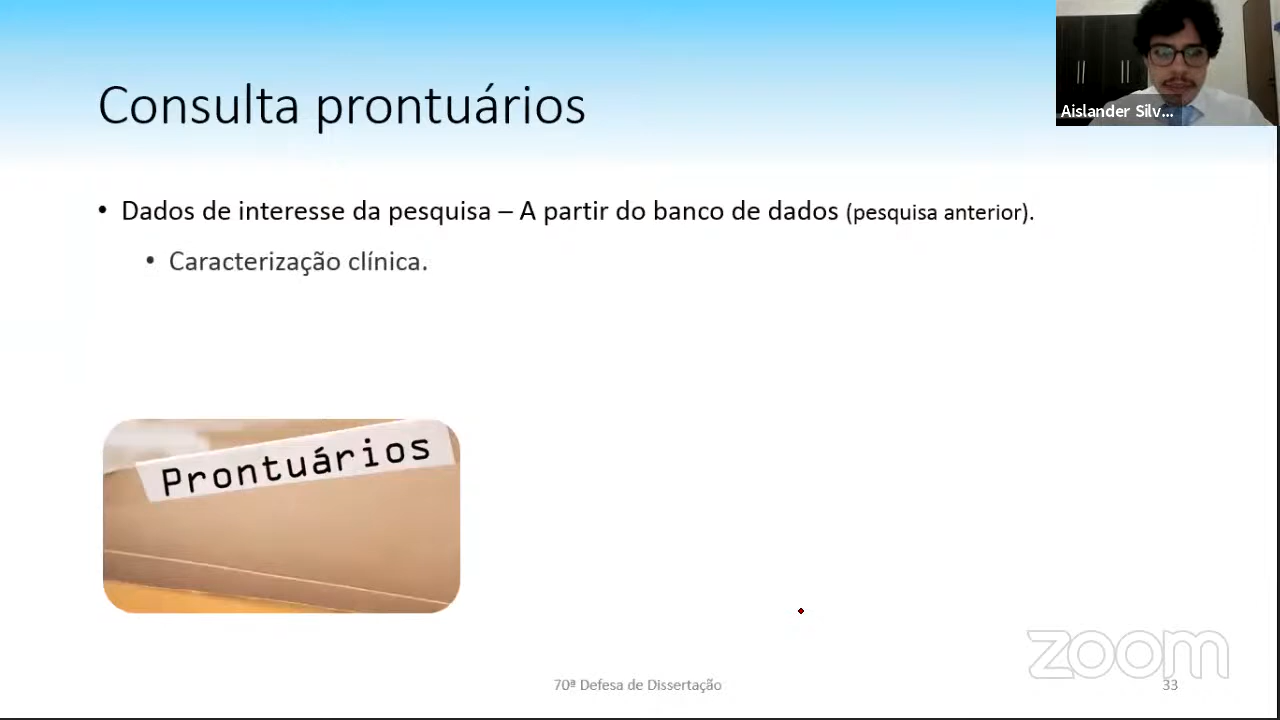 Consulta prontuários
Aislander Silv...
• Dados de interesse da pesquisa – A partir do banco de dados (pesquisa anterior).
• Caracterização clínica.
Prontuários
zoom
70ª Defesa de Dissertação
33